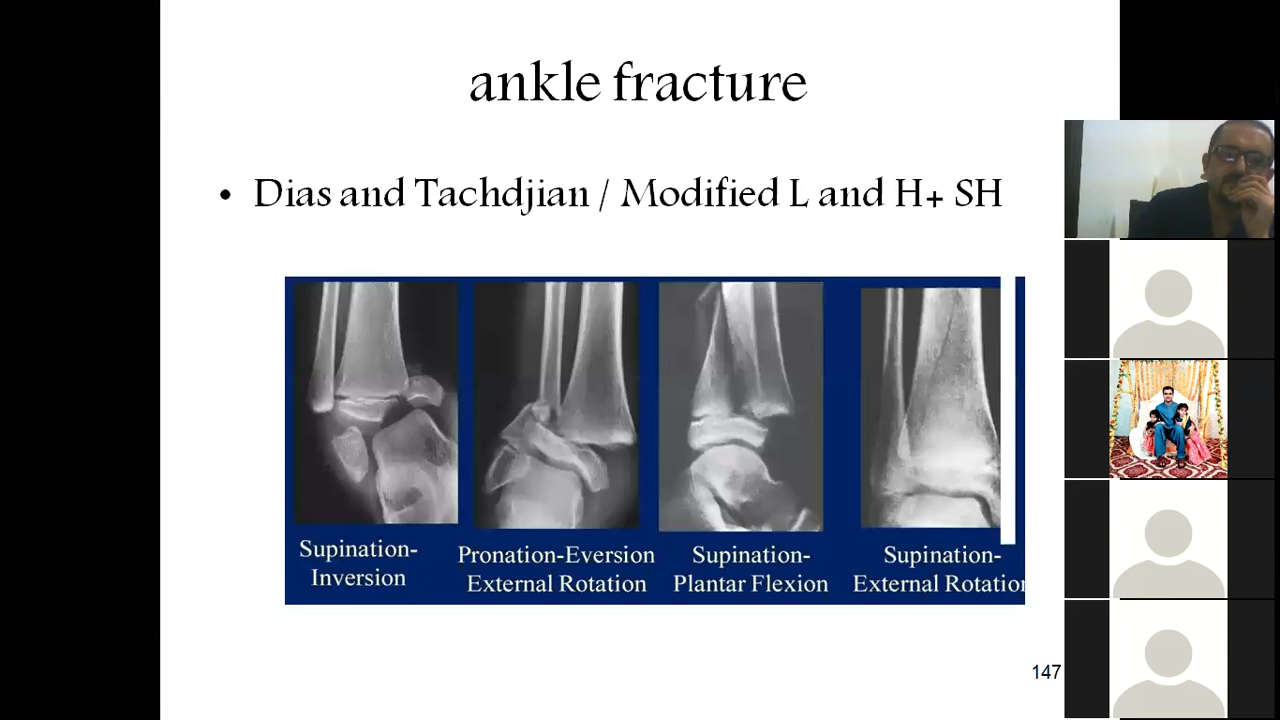 ankle fracture
• Dias and Tachdjian / Modified L and H+ SH
Supination-
Inversion
Pronation-Eversion
External Rotation
Supination-
Plantar Flexion
Supination-
External Rotation
147